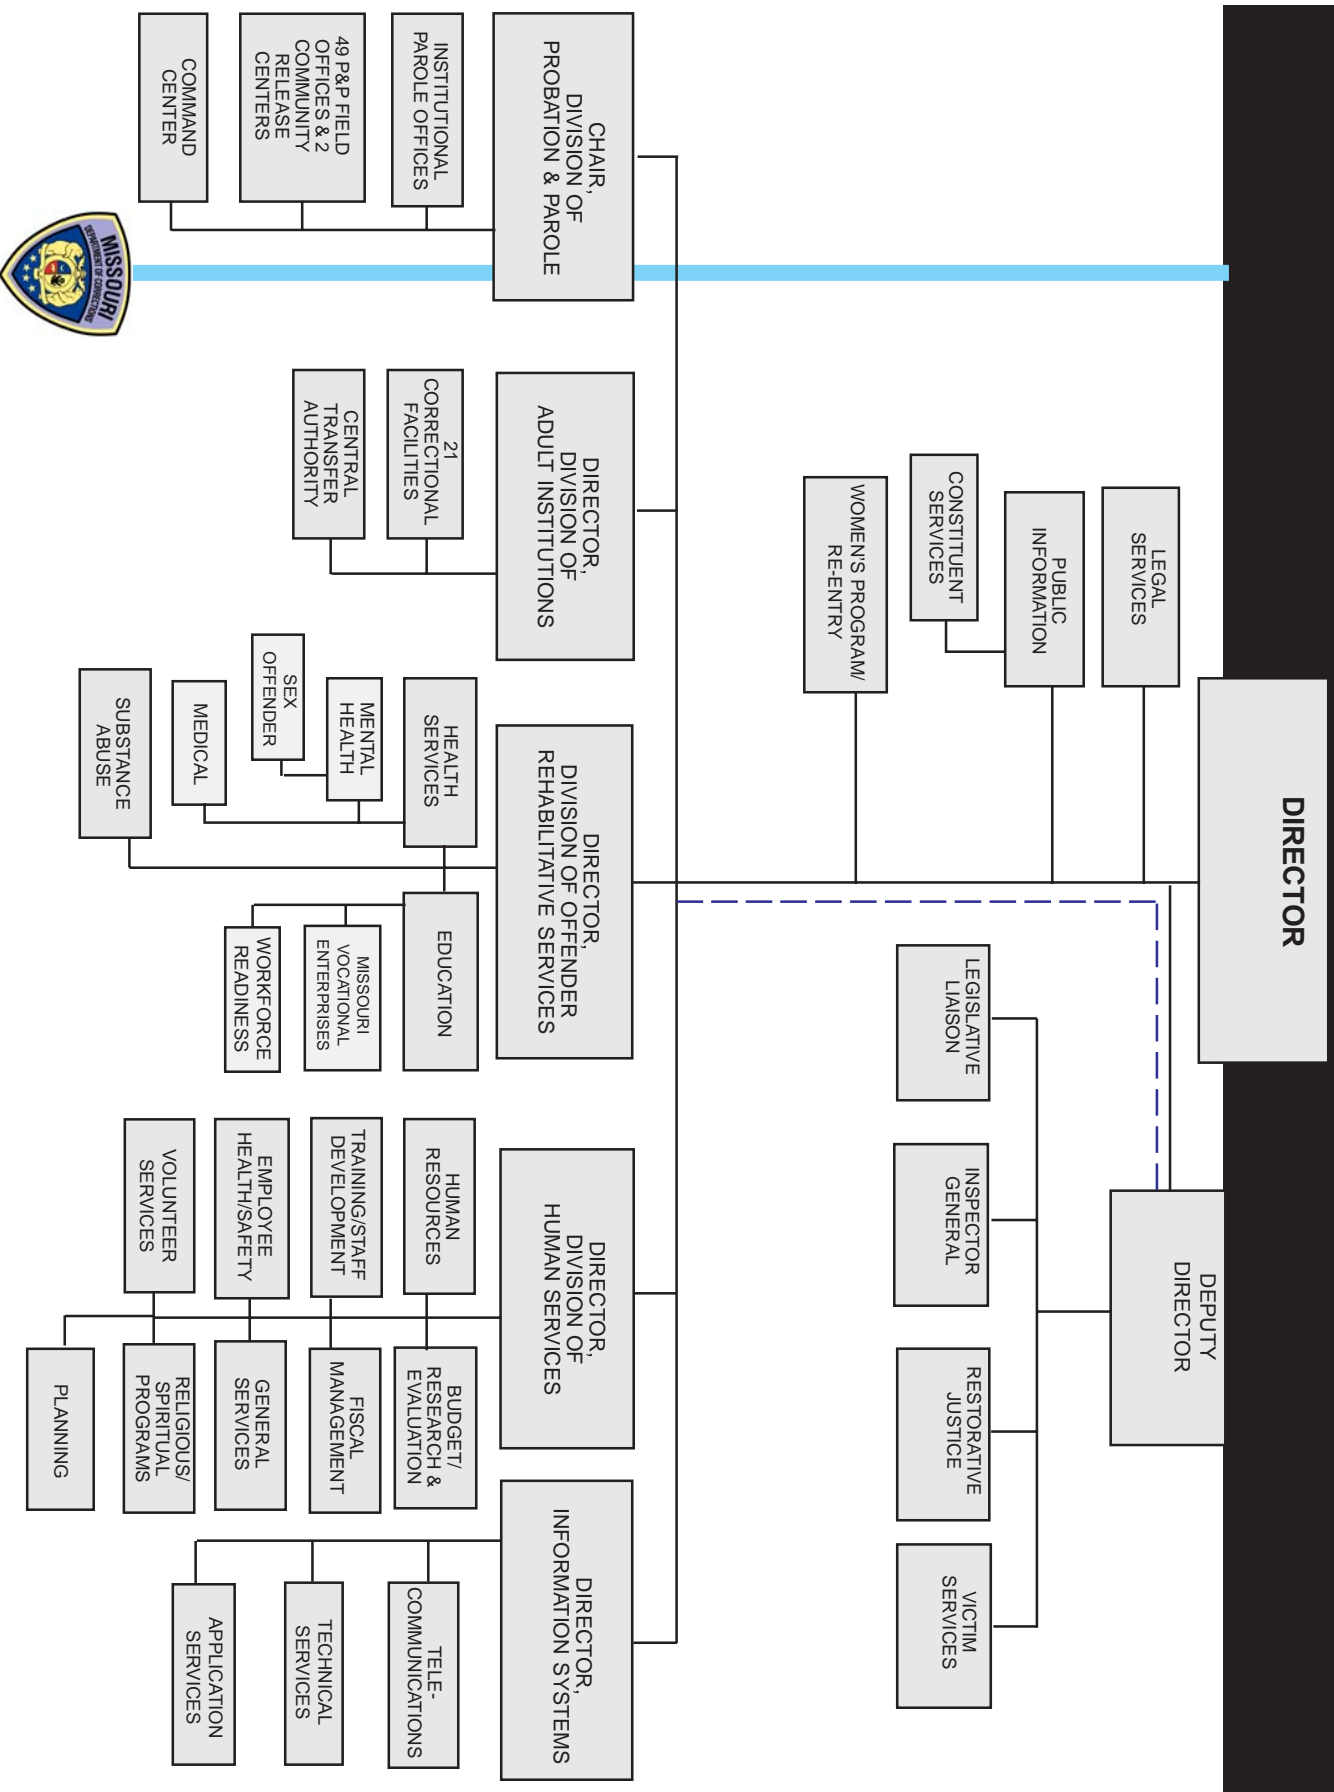 DIRECTOR
DEPUTY
DIRECTOR
LEGAL
SERVICES
PUBLIC
INFORMATION
CONSTITUENT
SERVICES
WOMEN'S PROGRAM/
RE-ENTRY
LEGISLATIVE
LIAISON
INSPECTOR
GENERAL
RESTORATIVE
JUSTICE
VICTIM
SERVICES
CHAIR,
DIVISION OF
PROBATION & PAROLE
INSTITUTIONAL
PAROLE OFFICES
49 P&P FIELD
OFFICES & 2
COMMUNITY
RELEASE
CENTERS
COMMAND
CENTER
DIRECTOR,
DIVISION OF
ADULT INSTITUTIONS
21
CORRECTIONAL
FACILITIES
CENTRAL
TRANSFER
AUTHORITY
DIRECTOR,
DIVISION OF OFFENDER
REHABILITATIVE SERVICES
HEALTH
SERVICES
MENTAL
HEALTH
SEX
OFFENDER
MEDICAL
SUBSTANCE
ABUSE
EDUCATION
MISSOURI
VOCATIONAL
ENTERPRISES
WORKFORCE
READINESS
DIRECTOR,
DIVISION OF
HUMAN SERVICES
HUMAN
RESOURCES
TRAINING/STAFF
DEVELOPMENT
EMPLOYEE
HEALTH/SAFETY
VOLUNTEER
SERVICES
BUDGET/
RESEARCH &
EVALUATION
FISCAL
MANAGEMENT
GENERAL
SERVICES
RELIGIOUS/
SPIRITUAL
PROGRAMS
PLANNING
DIRECTOR,
INFORMATION SYSTEMS
TELE-
COMMUNICATIONS
TECHNICAL
SERVICES
APPLICATION
SERVICES
MISSOURI
DEPARTMENT OF CORRECTIONS